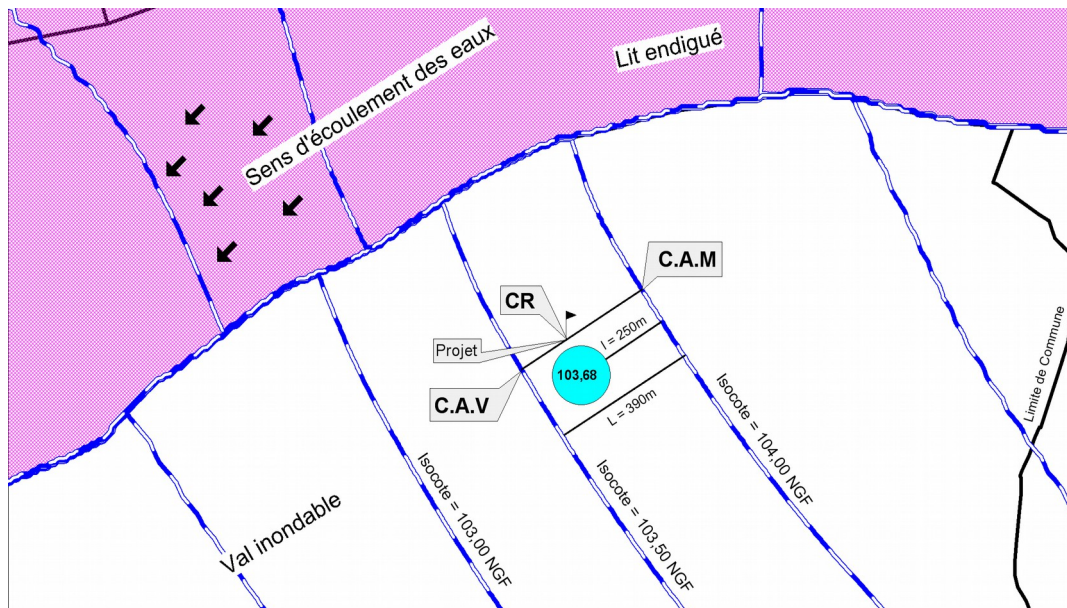 Lit endigué
Sens d'écoulement des eaux
C.A.M
CR
Projet
l = 250m
103,68
C.A.V
L = 390m
Isocote = 104,00 NGF
Isocote = 103,50 NGF
Isocote = 103,00 NGF
Limite de Commune
Val inondable